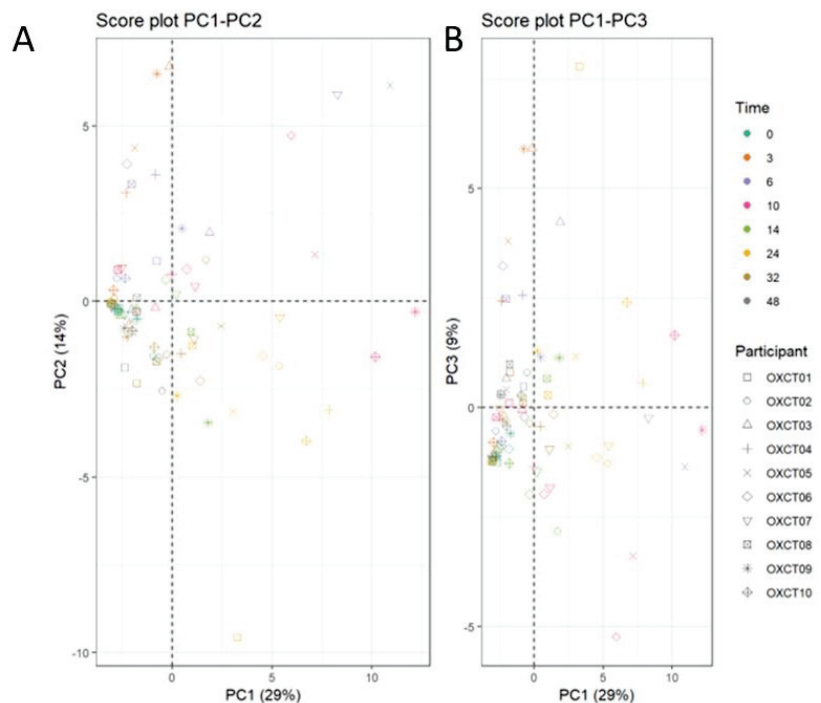 A
Score plot PC1-PC2
5
0
-5
-10
PC2 (14%)
0
5
10
PC1 (29%)
B
Score plot PC1-PC3
5
0
-5
PC3 (9%)
0
5
10
PC1 (29%)
Time
0
3
6
10
14
24
32
48
Participant
OXCT01
OXCT02
OXCT03
OXCT04
OXCT05
OXCT06
OXCT07
OXCT08
OXCT09
OXCT10